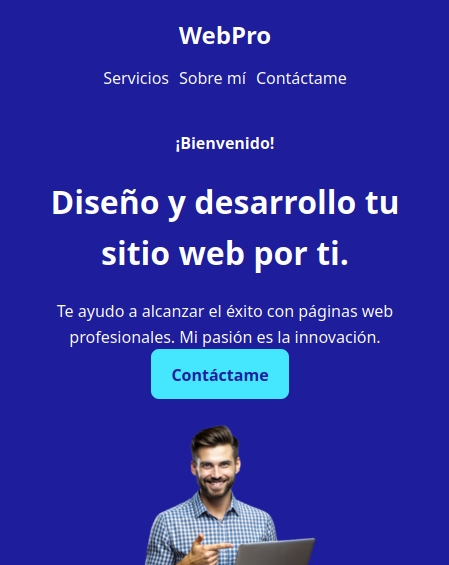 WebPro
Servicios Sobre mí Contáctame
¡Bienvenido!
Diseño y desarrollo tu
sitio web por ti.
Te ayudo a alcanzar el éxito con páginas web
profesionales. Mi pasión es la innovación.
Contáctame